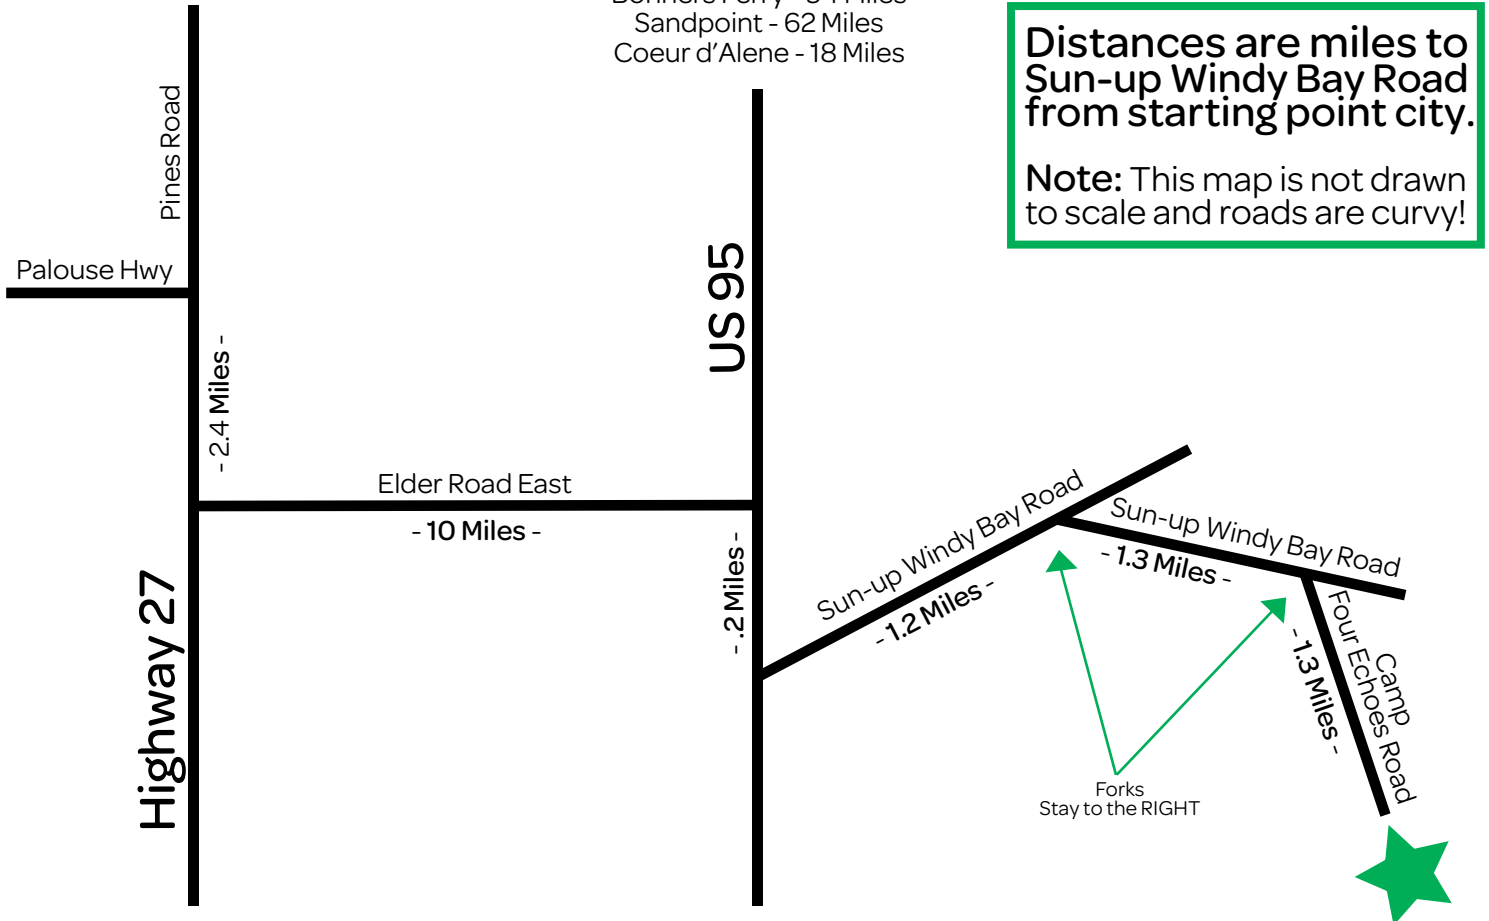 Sandpoint - 62 Miles
Coeur d’Alene - 18 Miles
Distances are miles to
Sun-up Windy Bay Road
from starting point city.
Note: This map is not drawn
to scale and roads are curvy!
Pines Road
Palouse Hwy
US 95
- 2.4 Miles -
Elder Road East
- 10 Miles -
Highway 27
- .2 Miles -
Sun-up Windy Bay Road
- 1.2 Miles -
Sun-up Windy Bay Road
- 1.3 Miles -
Camp
Four Echoes Road
- 1.3 Miles -
Forks
Stay to the RIGHT